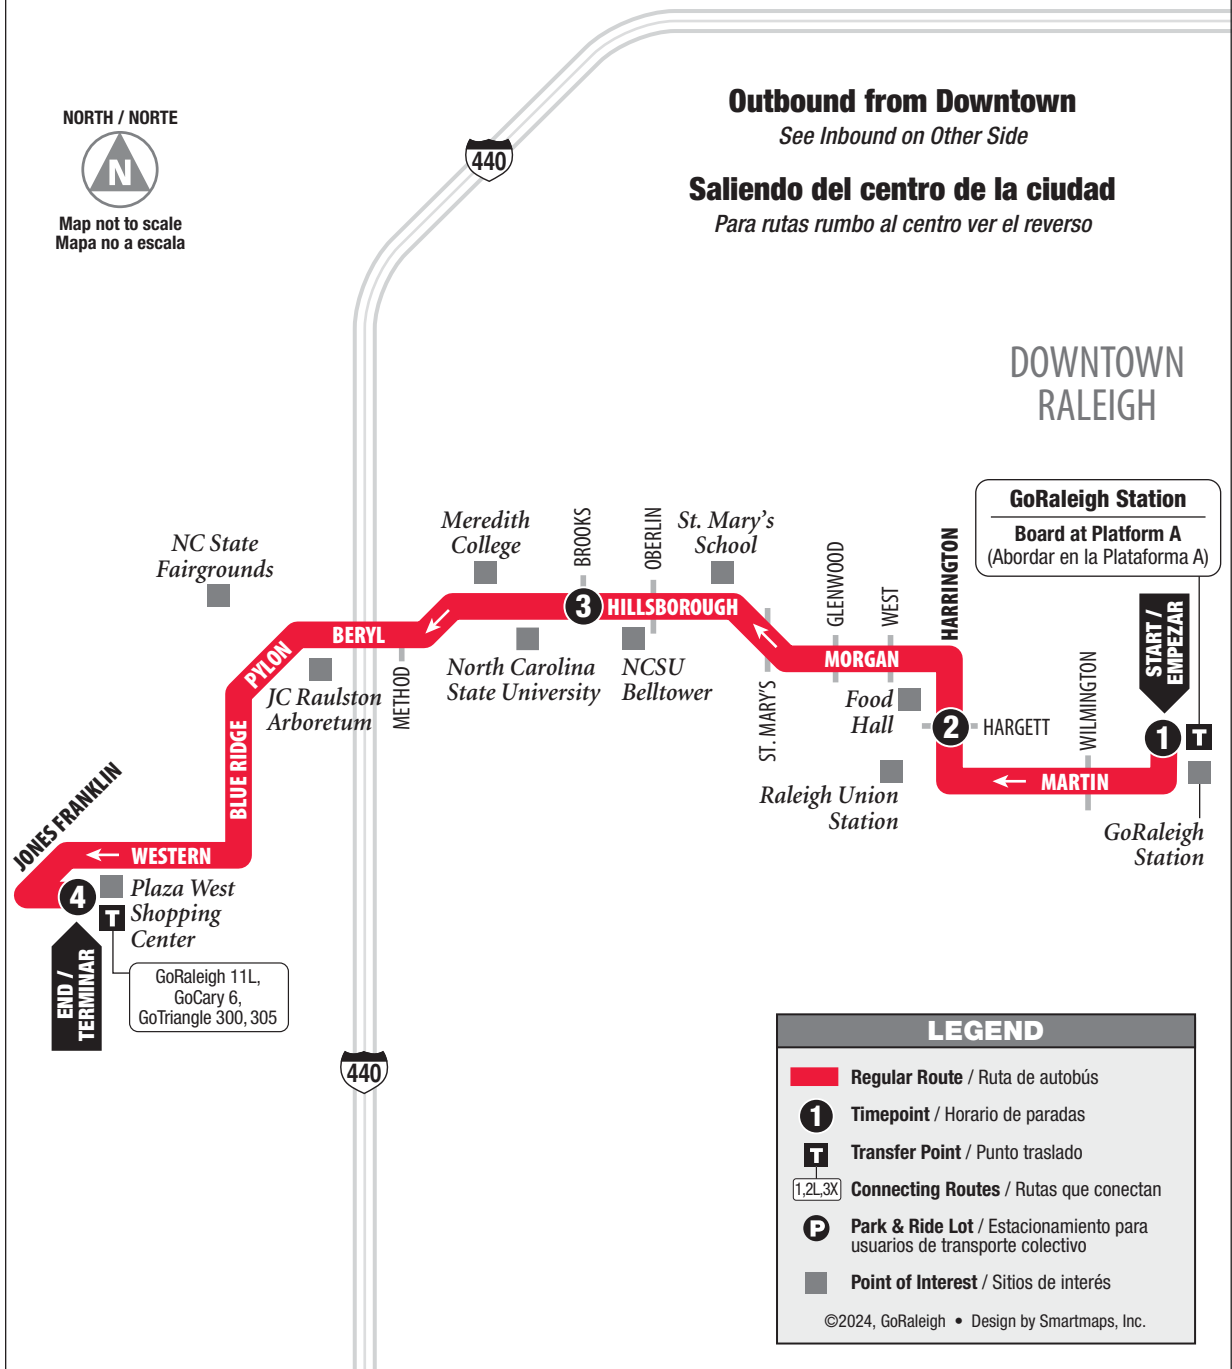 Outbound from Downtown
See Inbound on Other Side
Saliendo del centro de la ciudad
Para rutas rumbo al centro ver el reverso
NORTH / NORTE
N
Map not to scale
Mapa no a escala
440
DOWNTOWN
RALEIGH
GoRaleigh Station
Board at Platform A
(Abordar en la Plataforma A)
START /
EMPEZAR
1
T
GoRaleigh
Station
WILMINGTON
MARTIN
HARGETT
2
HARRINGTON
Food
Hall
Raleigh Union
Station
WEST
GLENWOOD
MORGAN
ST. MARY'S
St. Mary's
School
HILLSBOROUGH
OBERLIN
NCSU
Belltower
BROOKS
3
North Carolina
State University
Meredith
College
METHOD
BERYL
JC Raulston
Arboretum
NC State
Fairgrounds
PYLON
BLUE RIDGE
WESTERN
JONES FRANKLIN
4
Plaza West
Shopping
Center
T
END /
TERMINAR
GoRaleigh 11L,
GoCary 6,
GoTriangle 300, 305
440
LEGEND
Regular Route / Ruta de autobús
1 Timepoint / Horario de paradas
T Transfer Point / Punto traslado
1,2L,3X Connecting Routes / Rutas que conectan
P Park & Ride Lot / Estacionamiento para
usuarios de transporte colectivo
Point of Interest / Sitios de interés
©2024, GoRaleigh • Design by Smartmaps, Inc.